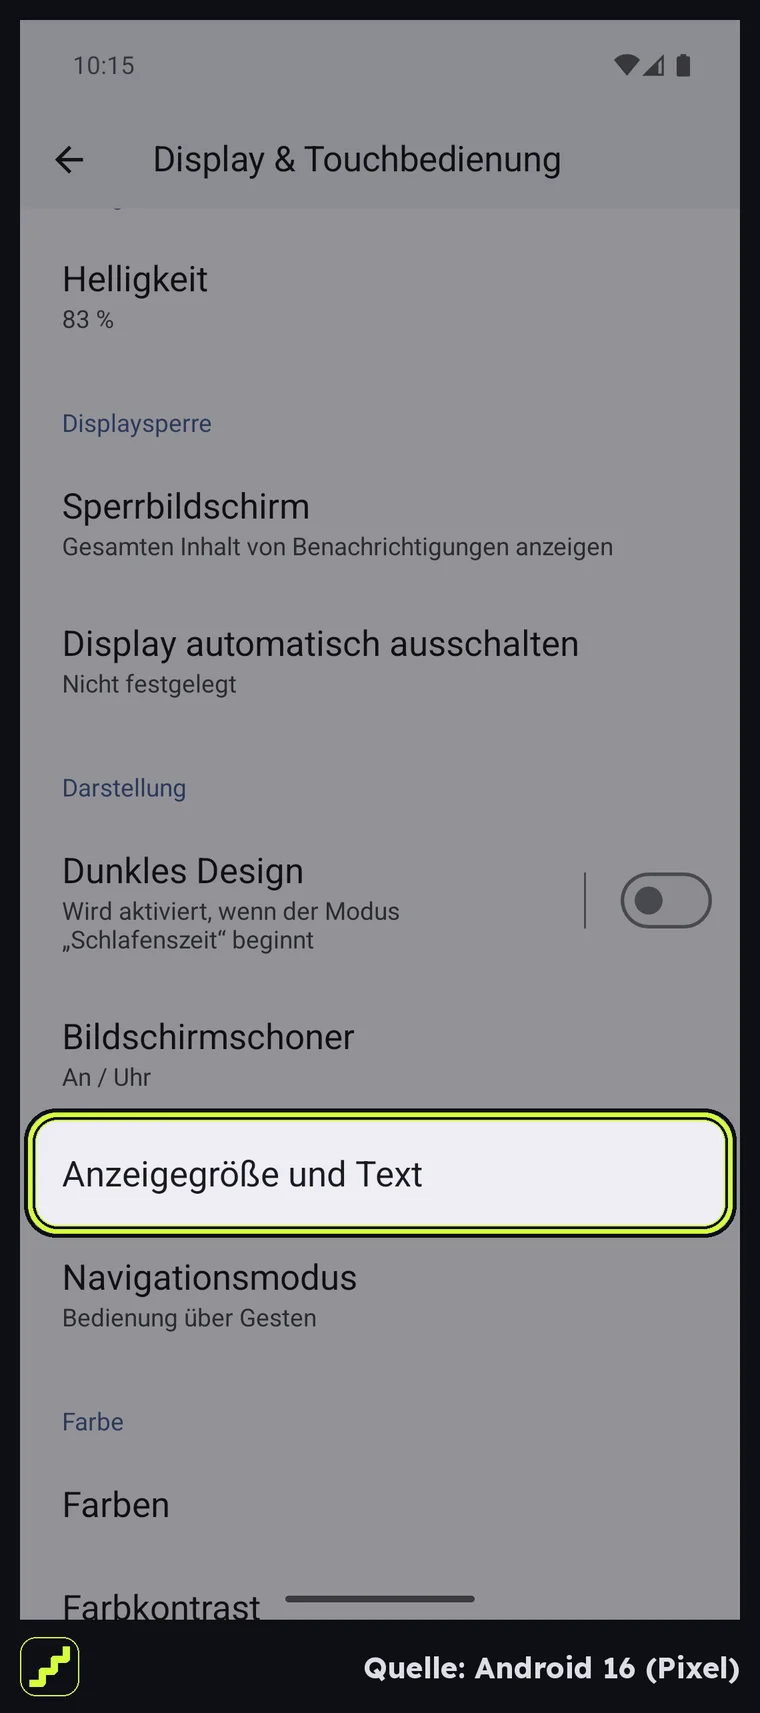 10:15
Display & Touchbedienung
Helligkeit
83 %
Displaysperre
Sperrbildschirm
Gesamten Inhalt von Benachrichtigungen anzeigen
Display automatisch ausschalten
Nicht festgelegt
Darstellung
Dunkles Design
Wird aktiviert, wenn der Modus
„Schlafenszeit“ beginnt
Bildschirmschoner
An / Uhr
Anzeigegröße und Text
Navigationsmodus
Bedienung über Gesten
Farbe
Farben
Farbkontrast
Quelle: Android 16 (Pixel)